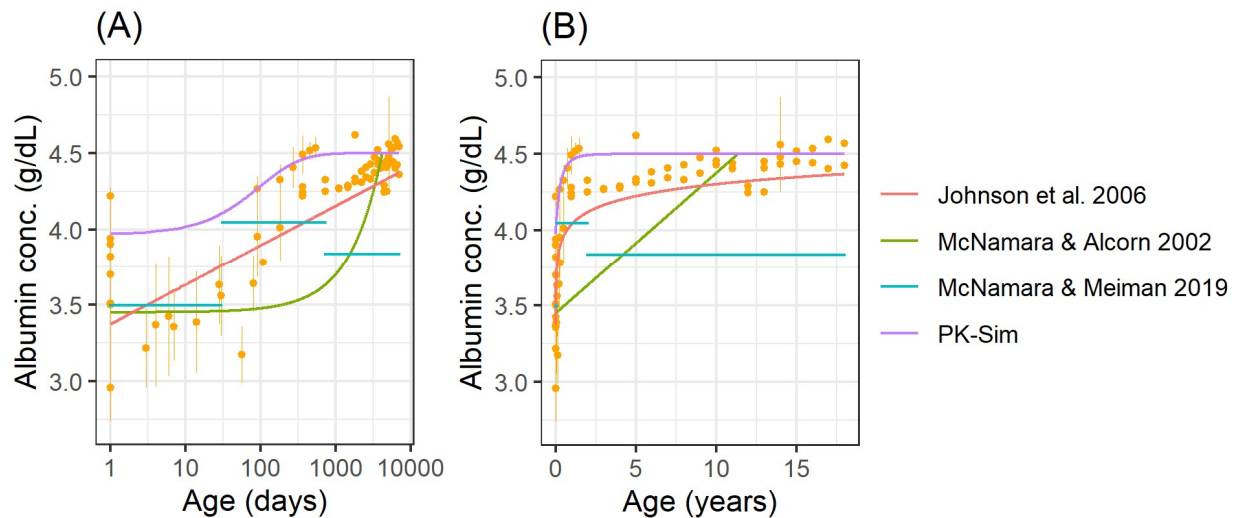 (A)
Albumin conc. (g/dL)
5.0
4.5
4.0
3.5
3.0
1 10 100 1000 10000
Age (days)
(B)
Albumin conc. (g/dL)
5.0
4.5
4.0
3.5
3.0
0 5 10 15
Age (years)
Johnson et al. 2006
McNamara & Alcorn 2002
McNamara & Meiman 2019
PK-Sim